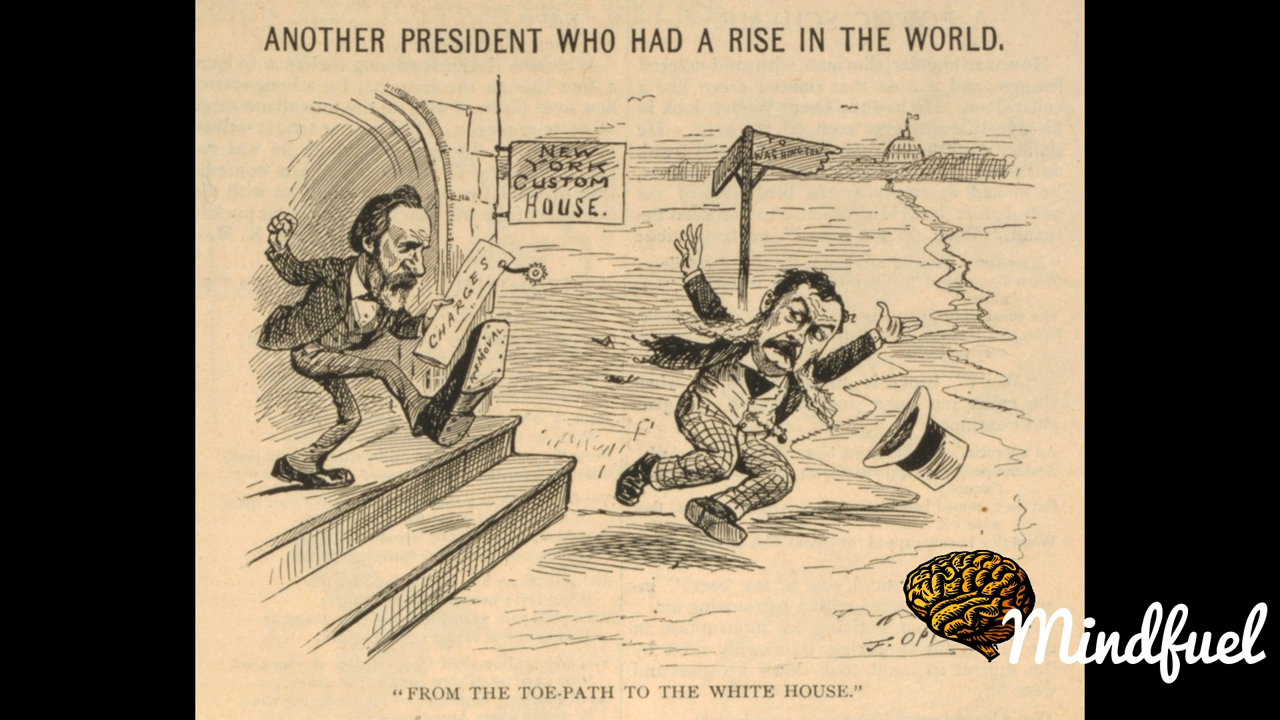 ANOTHER PRESIDENT WHO HAD A RISE IN THE WORLD.
NEW
YORK
CUSTOM
HOUSE.
TO
WASHINGTON
CHARGES
REMOVAL
Mindfuel
"FROM THE TOE-PATH TO THE WHITE HOUSE."